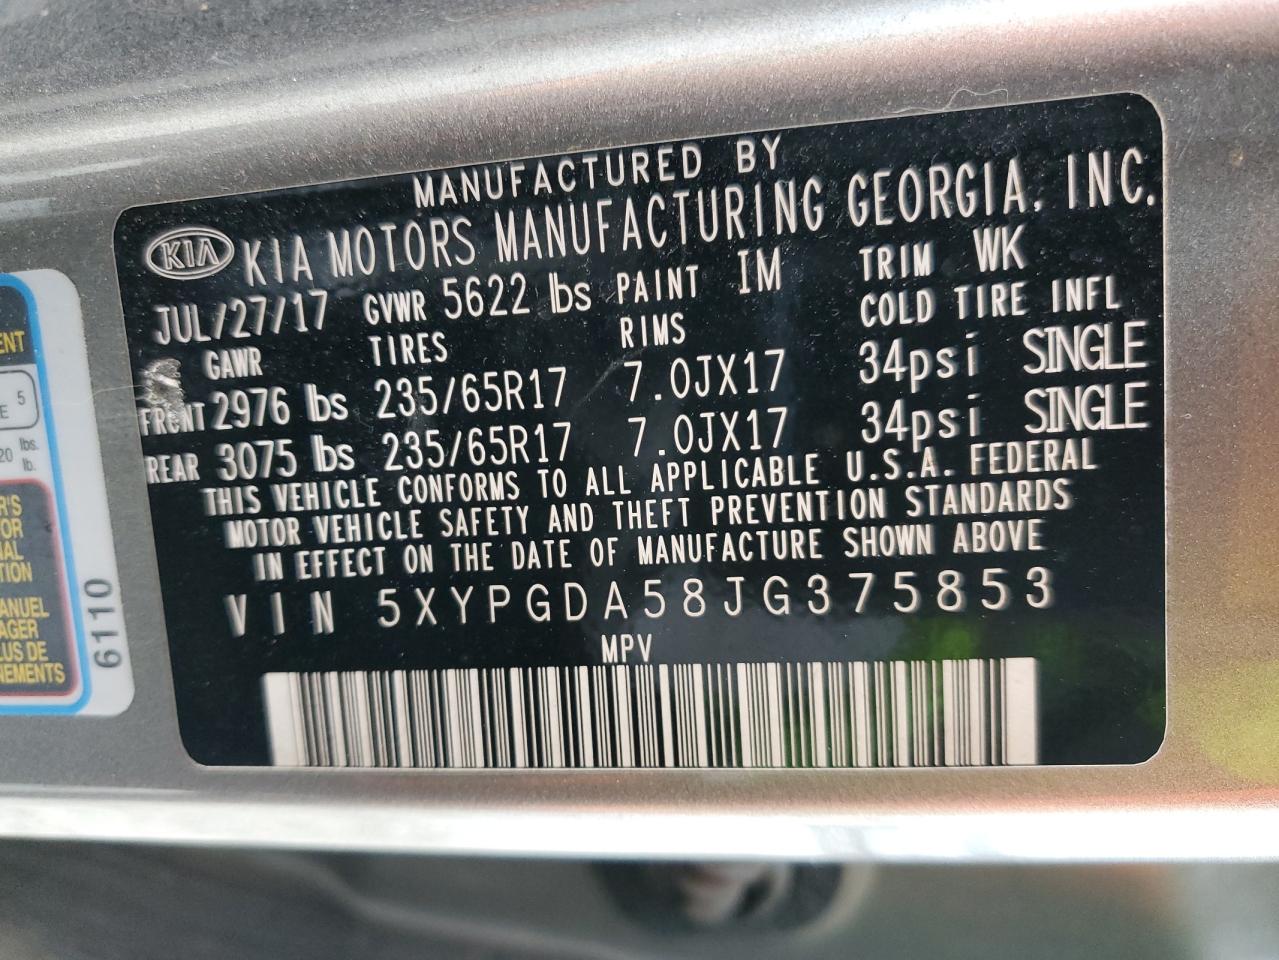 MANUFACTURED BY
KIA KIA MOTORS MANUFACTURING GEORGIA, INC.
JUL/27/17 GVWR 5622 lbs PAINT IM TRIM WK
GAWR TIRES RIMS COLD TIRE INFL
FRONT 2976 lbs 235/65R17 7.0JX17 34psi SINGLE
REAR 3075 lbs 235/65R17 7.0JX17 34psi SINGLE
THIS VEHICLE CONFORMS TO ALL APPLICABLE U.S.A. FEDERAL
MOTOR VEHICLE SAFETY AND THEFT PREVENTION STANDARDS
IN EFFECT ON THE DATE OF MANUFACTURE SHOWN ABOVE
VIN 5XYPGDA58JG375853
MPV
5
lbs.
lb.
6110